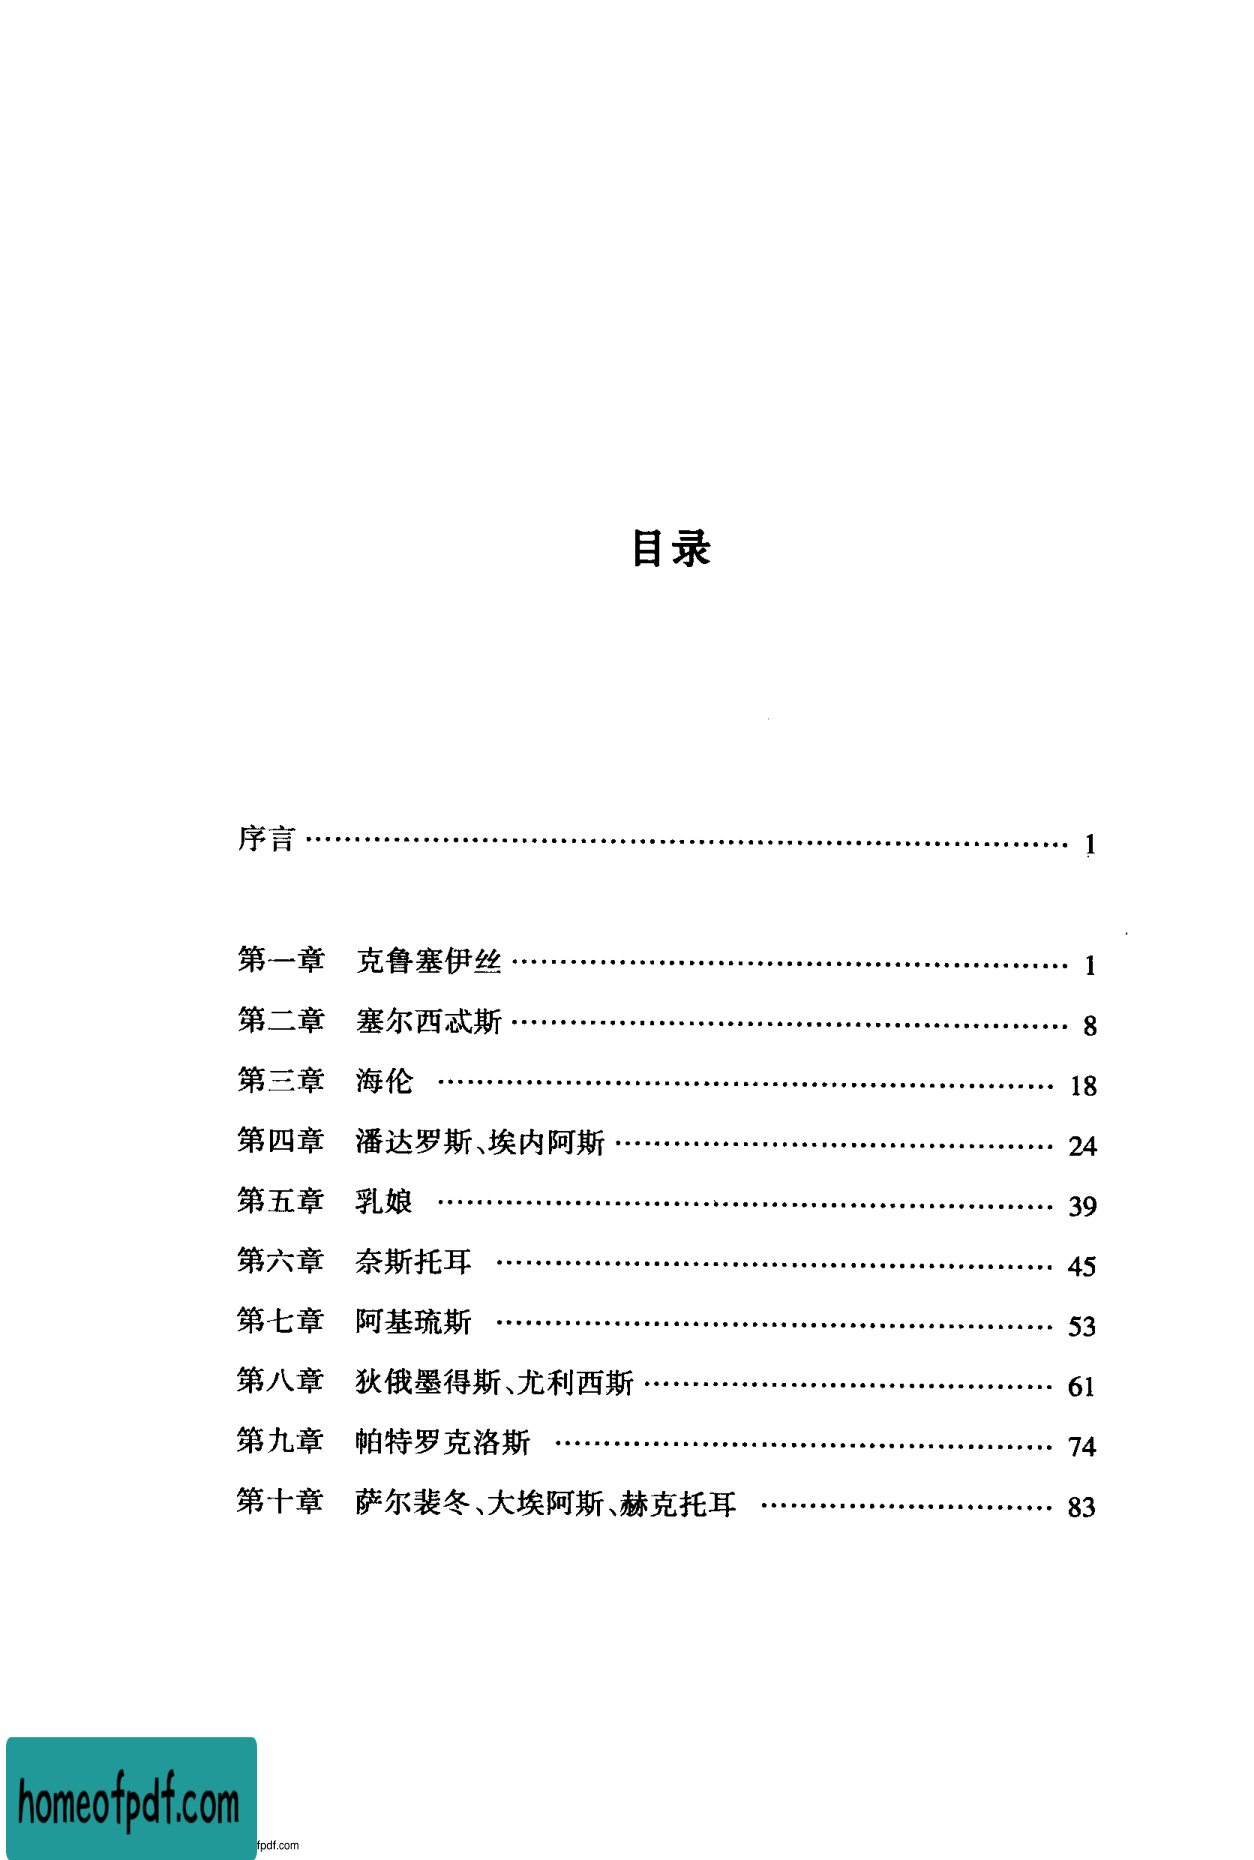 目录
序言 ………………………………………………………… 1
第一章 克鲁塞伊丝 ………………………………………… 1
第二章 塞尔西忒斯 ………………………………………… 8
第三章 海伦 ……………………………………………… 18
第四章 潘达罗斯、埃内阿斯 ……………………………… 24
第五章 乳娘 ……………………………………………… 39
第六章 奈斯托耳 ………………………………………… 45
第七章 阿基琉斯 ………………………………………… 53
第八章 狄俄墨得斯、尤利西斯 …………………………… 61
第九章 帕特罗克洛斯 …………………………………… 74
第十章 萨尔裴冬、大埃阿斯、赫克托耳 ………………… 83
homeofpdf.com
fpdf.com